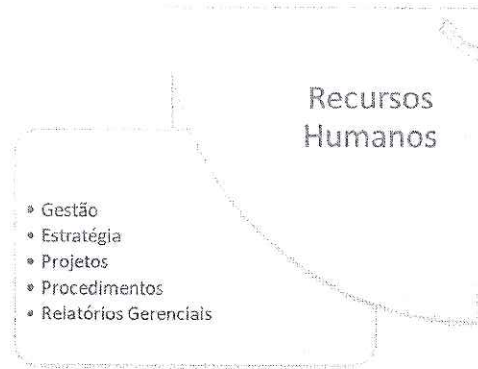 Recursos
Humanos
• Gestão
• Estratégia
• Projetos
• Procedimentos
• Relatórios Gerenciais